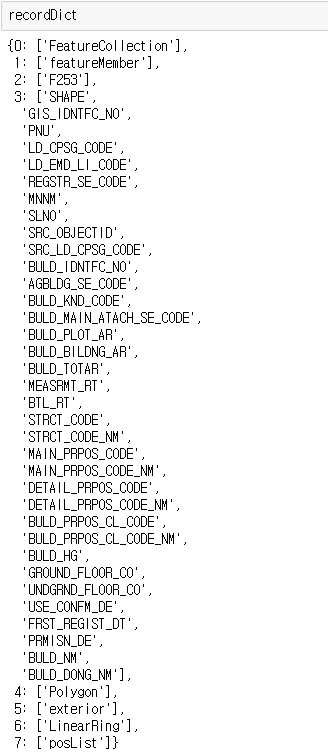 recordDict
{0: ['FeatureCollection'],
1: ['featureMember'],
2: ['F253'],
3: ['SHAPE',
'GIS_IDNTFC_NO',
'PNU',
'LD_CPSG_CODE',
'LD_EMD_LI_CODE',
'REGSTR_SE_CODE',
'MNNM',
'SLNO',
'SRC_OBJECTID',
'SRC_LD_CPSG_CODE',
'BULD_IDNTFC_NO',
'AGBLDG_SE_CODE',
'BULD_KND_CODE',
'BULD_MAIN_ATACH_SE_CODE',
'BULD_PLOT_AR',
'BULD_BILDNG_AR',
'BULD_TOTAR',
'MEASRMT_RT',
'BTL_RT',
'STRCT_CODE',
'STRCT_CODE_NM',
'MAIN_PRPOS_CODE',
'MAIN_PRPOS_CODE_NM',
'DETAIL_PRPOS_CODE',
'DETAIL_PRPOS_CODE_NM',
'BULD_PRPOS_CL_CODE',
'BULD_PRPOS_CL_CODE_NM',
'BULD_HG',
'GROUND_FLOOR_CO',
'UNDGRND_FLOOR_CO',
'USE_CONFM_DE',
'FRST_REGIST_DT',
'PRMISN_DE',
'BULD_NM',
'BULD_DONG_NM'],
4: ['Polygon'],
5: ['exterior'],
6: ['LinearRing'],
7: ['posList']}